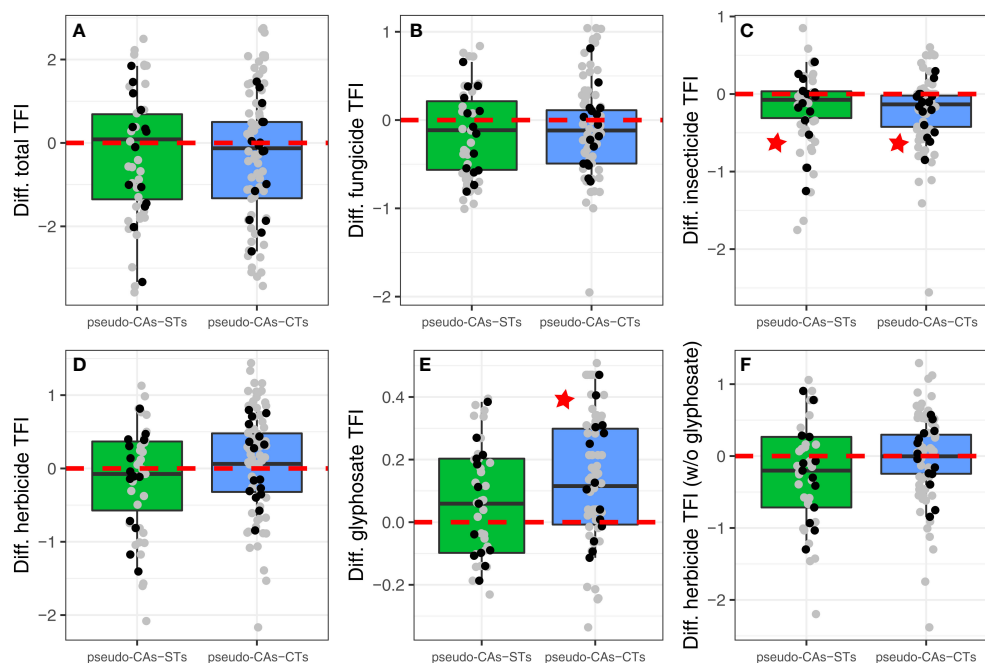 A
Diff. total TFI
2
0
−2
pseudo−CAs−STs pseudo−CAs−CTs
B
Diff. fungicide TFI
1
0
−1
−2
pseudo−CAs−STs pseudo−CAs−CTs
C
Diff. insecticide TFI
1
0
−1
−2
pseudo−CAs−STs pseudo−CAs−CTs
D
Diff. herbicide TFI
1
0
−1
−2
pseudo−CAs−STs pseudo−CAs−CTs
E
Diff. glyphosate TFI
0.4
0.2
0.0
−0.2
pseudo−CAs−STs pseudo−CAs−CTs
F
Diff. herbicide TFI (w/o glyphosate)
1
0
−1
−2
pseudo−CAs−STs pseudo−CAs−CTs